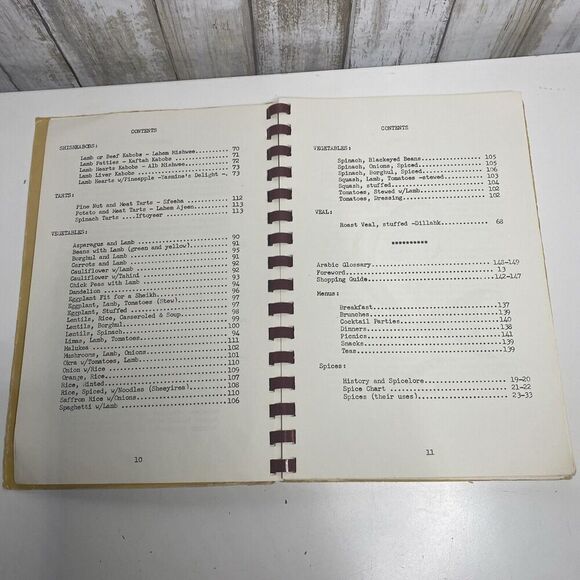 CONTENTS
SHISHKABOBS:
Lamb or Beef Kabobs - Lahem Mishwee......... 70
Lamb Patties - Kaftah Kabobs ............... 71
Lamb Hearts Kabobs - Alb Mishwee............ 72
Lamb Liver Kabobs .......................... 73
Lamb Hearts w/Pineapple -Yasmine's Delight - 73
TARTS:
Pine Nut and Meat Tarts - Sfeeha ........... 112
Potato and Meat Tarts - Lahem Ajeen......... 113
Spinach Tarts ....Iftoyeer ................. 113
VEGETABLES:
Asparagus and Lamb ......................... 90
Beans with Lamb (green and yellow).......... 91
Borghul and Lamb ........................... 95
Carrots and Lamb ........................... 92
Cauliflower w/Lamb ......................... 92
Cauliflower w/Tahini ....................... 92
Chick Peas with Lamb ....................... 93
Dandelion .................................. 94
Eggplant Fit for a Sheikh................... 96
Eggplant, Lamb, Tomatoes (Stew)............. 97
Eggplant, Stuffed .......................... 97
Lentils, Rice, Casseroled & Soup............ 98
Lentils, Borghul............................ 99
Lentils, Spinach............................ 100
Limas, Lamb, Tomatoes....................... 94
Malukea .................................... 111
Mushrooms, Lamb, Onions..................... 102
Okra w/Tomatoes, Lamb....................... 101
Onion w/Rice................................ 110
Orange, Rice................................ 109
Rice, Minted ............................... 107
Rice, Spiced, w/Noodles (Sheeyires)......... 108
Saffron Rice w/Onions....................... 110
Spaghetti w/Lamb ........................... 106
10
CONTENTS
VEGETABLES:
Spinach, Blackeyed Beans.................... 105
Spinach, Onions, Spiced..................... 105
Spinach, Borghul, Spiced.................... 106
Squash, Lamb, Tomatoes -stewed.............. 103
Squash, stuffed............................. 104
Tomatoes, Stewed w/Lamb..................... 102
Tomatoes, Dressing.......................... 102
VEAL:
Roast Veal, stuffed -Dillahk ............... 68
**********
Arabic Glossary ............................ 148-149
Foreword.................................... 13
Shopping Guide.............................. 142-147
Menus:
Breakfast................................... 137
Brunches.................................... 139
Cocktail Parties............................ 140
Dinners..................................... 138
Picnics..................................... 141
Snacks...................................... 139
Teas........................................ 139
Spices:
History and Spicelore....................... 19-20
Spice Chart ................................ 21-22
Spices (their uses)......................... 23-33
11